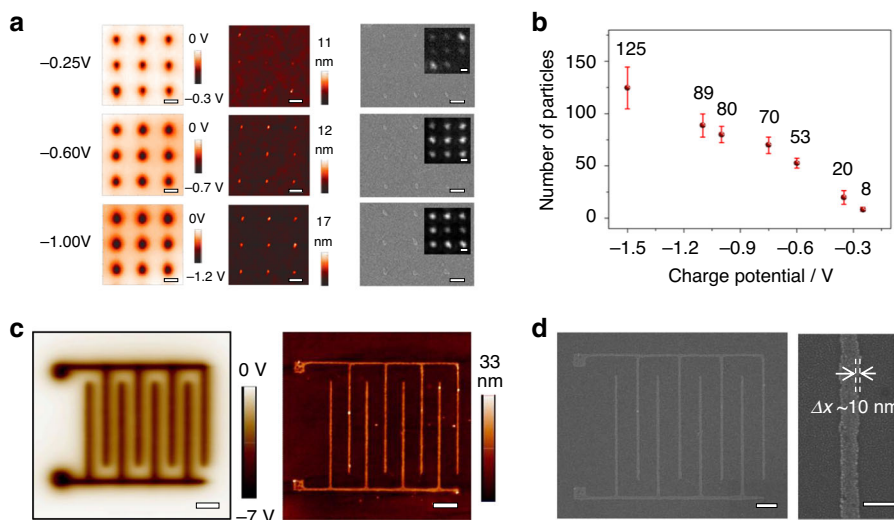 a
−0.25V
0 V
−0.3 V
11
nm
−0.60V
0 V
−0.7 V
12
nm
−1.00V
0V
−1.2 V
17
nm
b
Number of particles
150
100
50
0
125
89
80
70
53
20
8
−1.5
−1.2
−0.9
−0.6
−0.3
Charge potential / V
c
0 V
−7 V
33
nm
d
Δx ~10 nm